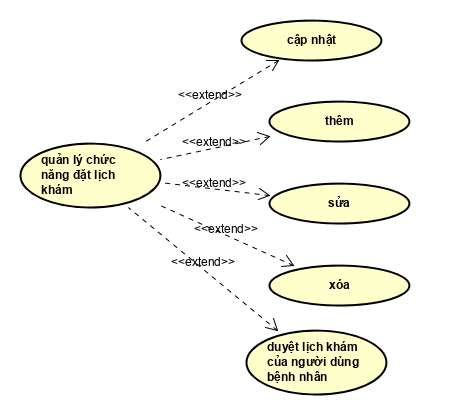 cập nhật
<<extend>>
thêm
<<extend>>
quản lý chức
năng đặt lịch
khám
<<extend>>
sửa
<<extend>>
<<extend>>
xóa
duyệt lịch khám
của người dùng
bệnh nhân